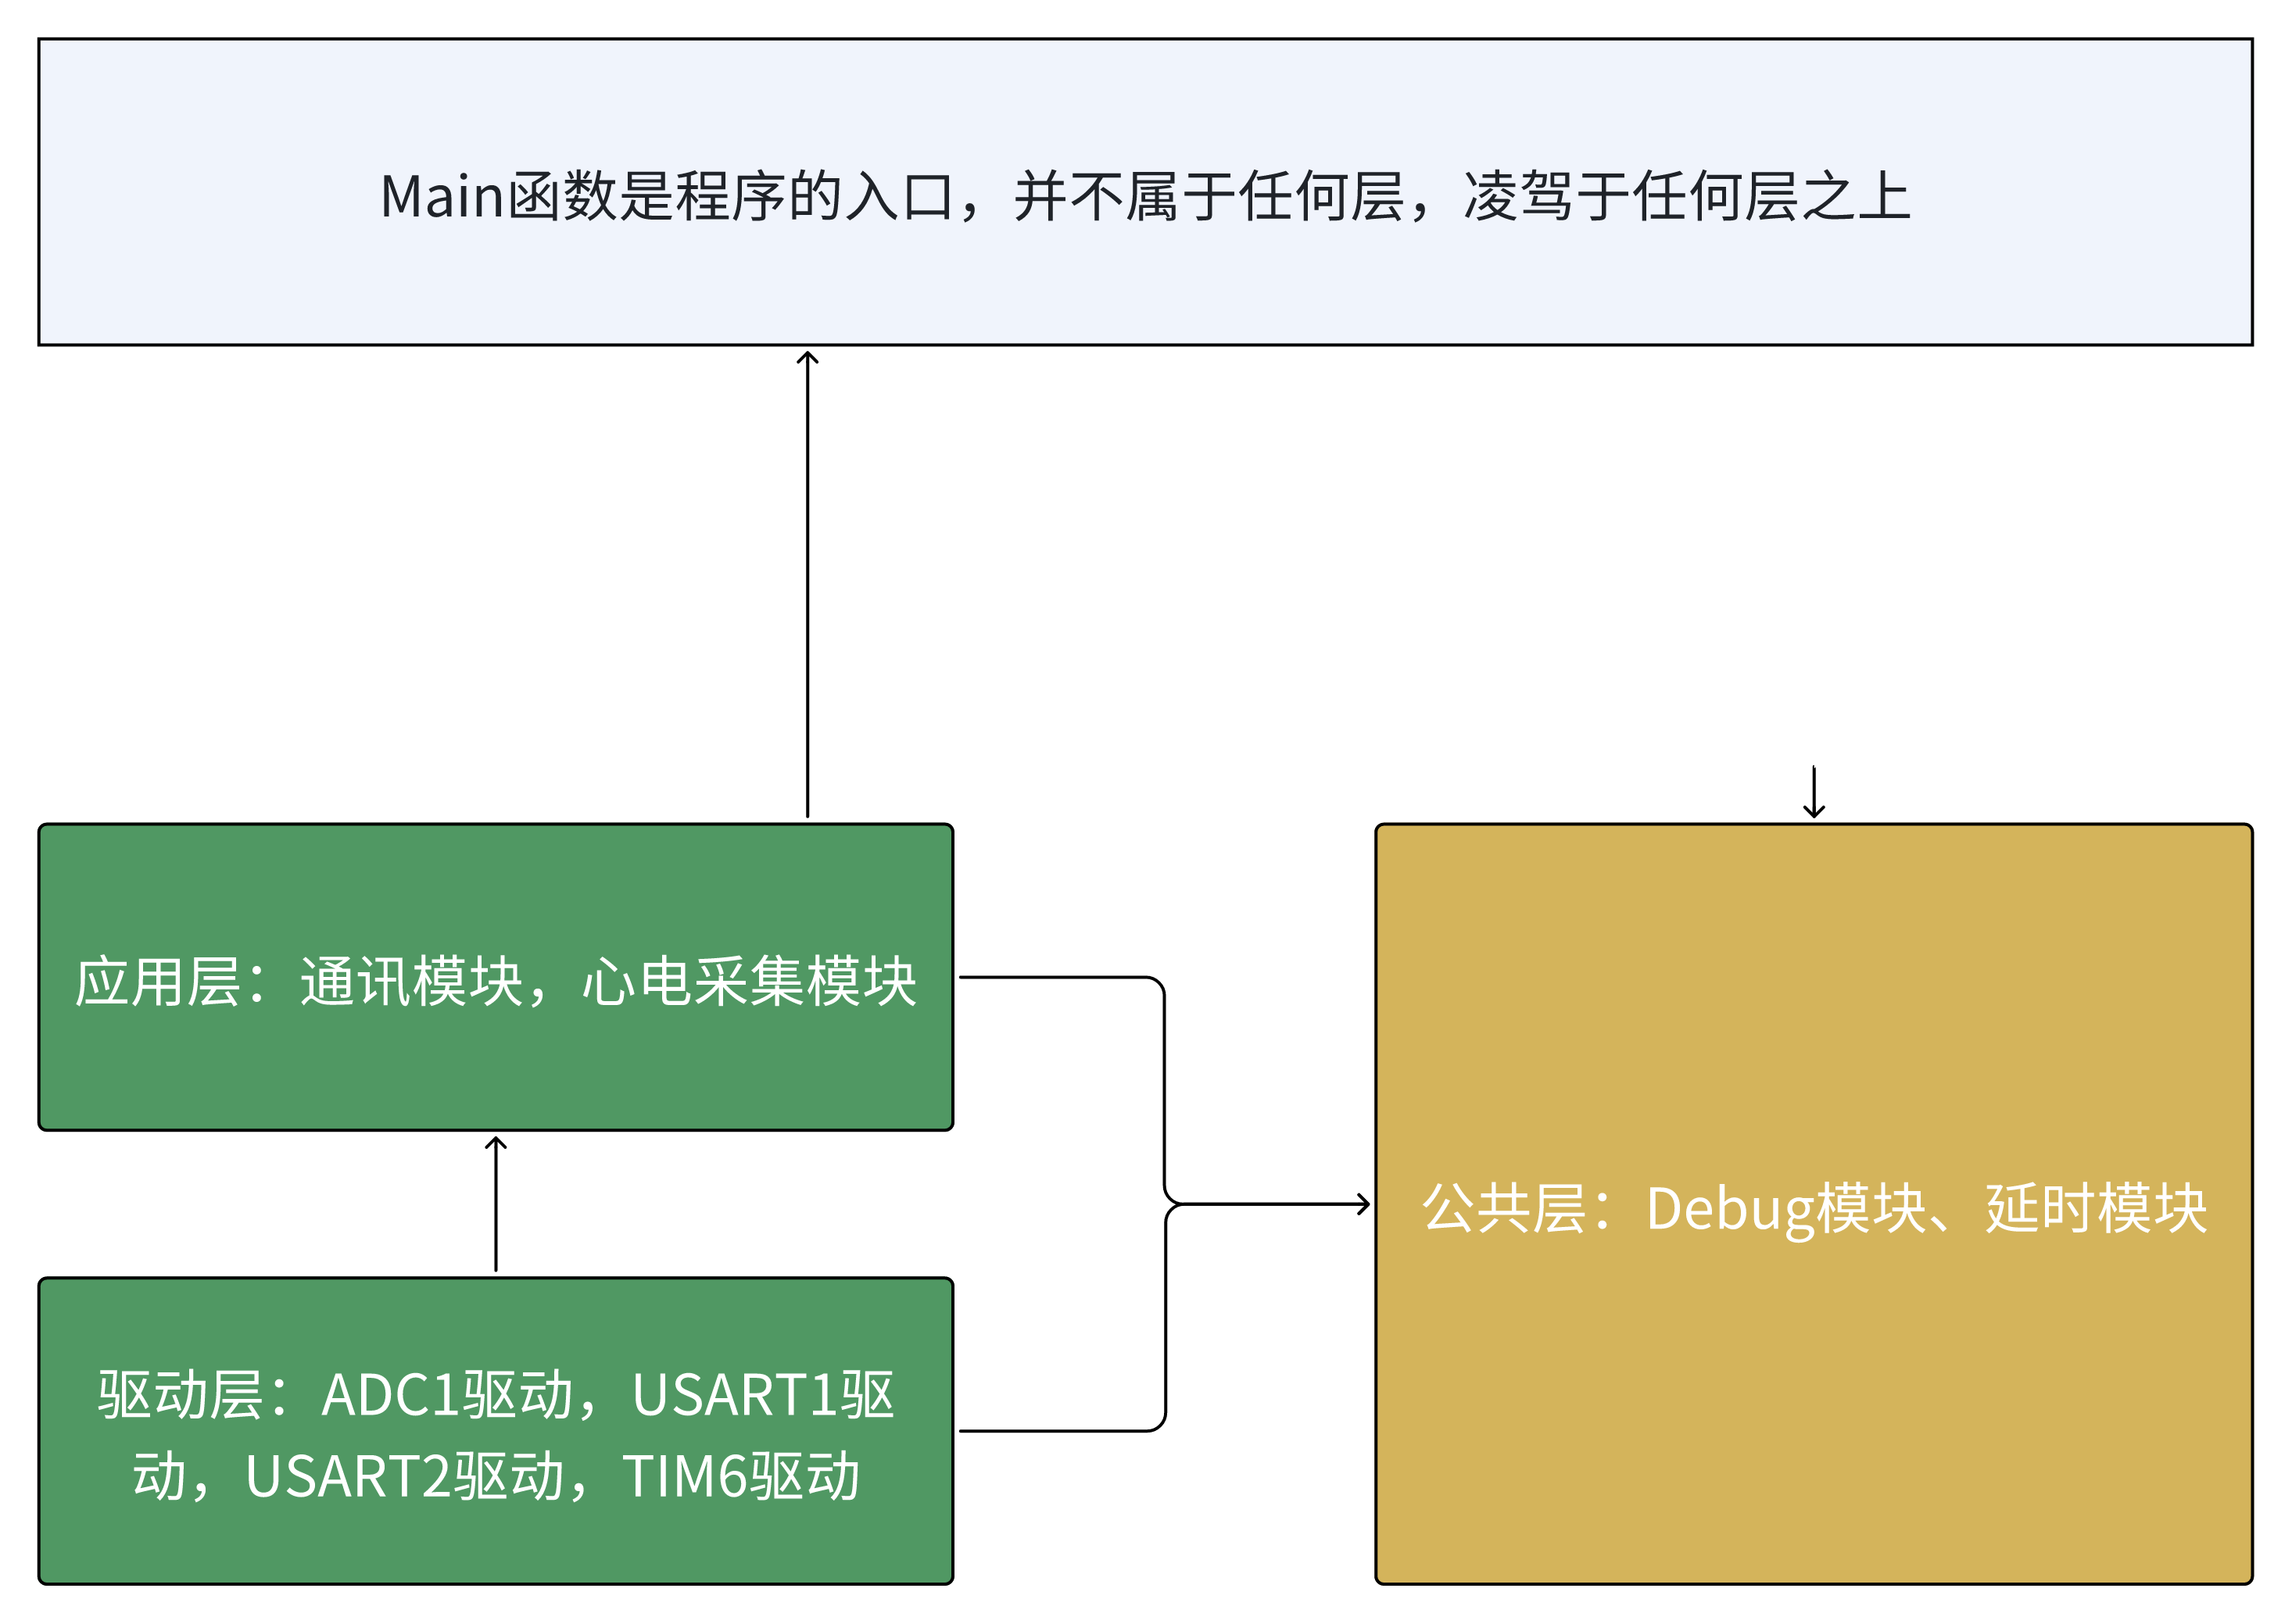 Main函数是程序的入口，并不属于任何层，凌驾于任何层之上
应用层：通讯模块，心电采集模块
公共层：Debug模块、延时模块
驱动层：ADC1驱动，USART1驱
动，USART2驱动，TIM6驱动